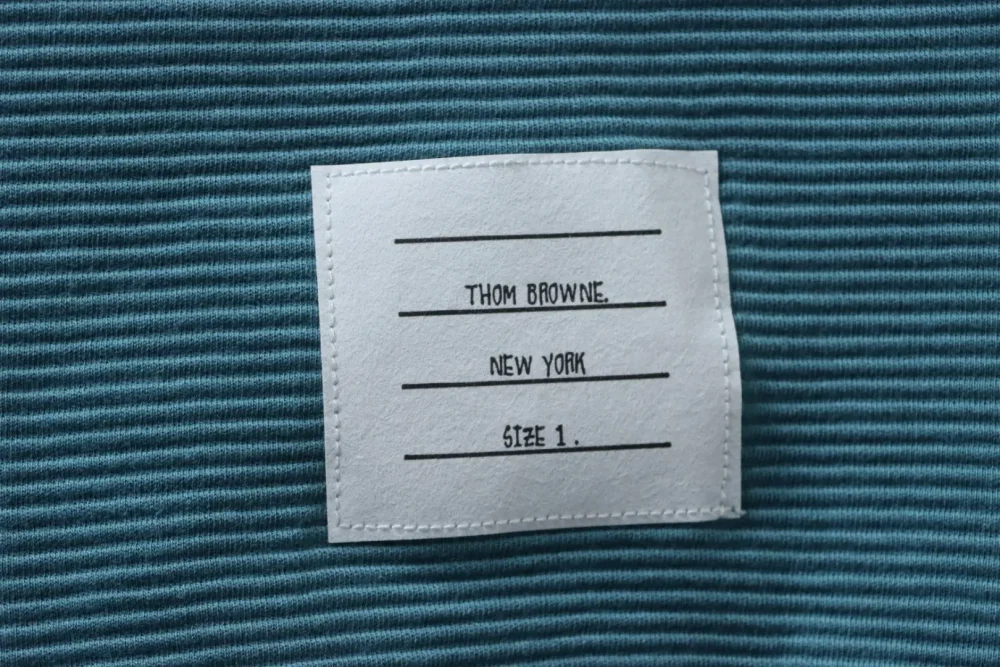 THOM BROWNE.
NEW YORK
SIZE 1.